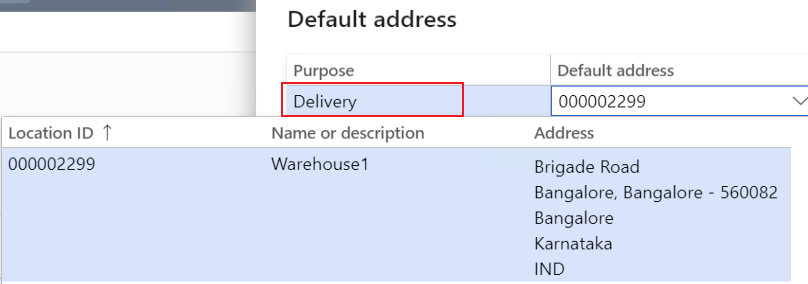 Default address
Purpose Default address
Delivery 000002299
Location ID ↑ Name or description Address
000002299 Warehouse1 Brigade Road
Bangalore, Bangalore - 560082
Bangalore
Karnataka
IND